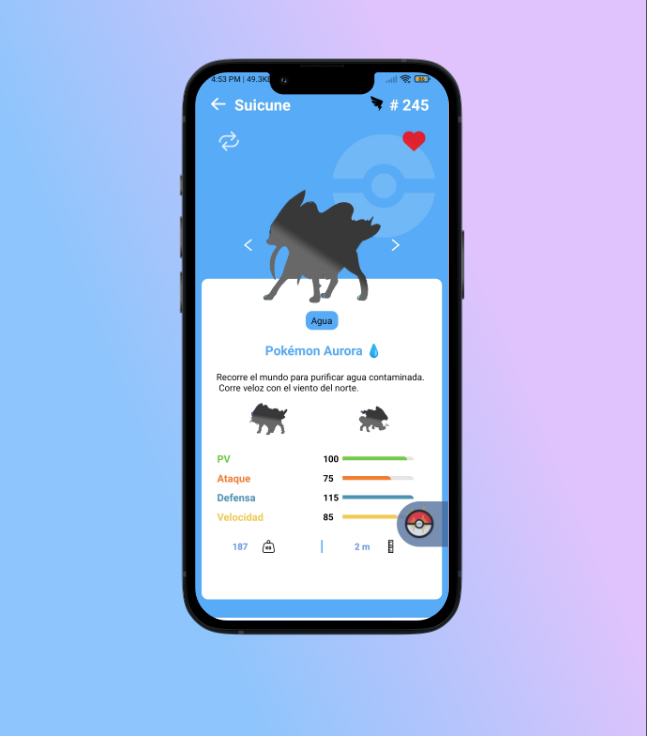 4:53 PM | 49.3KB
Suicune # 245
Agua
Pokémon Aurora
Recorre el mundo para purificar agua contaminada.
Corre veloz con el viento del norte.
PV 100
Ataque 75
Defensa 115
Velocidad 85
187 | 2 m